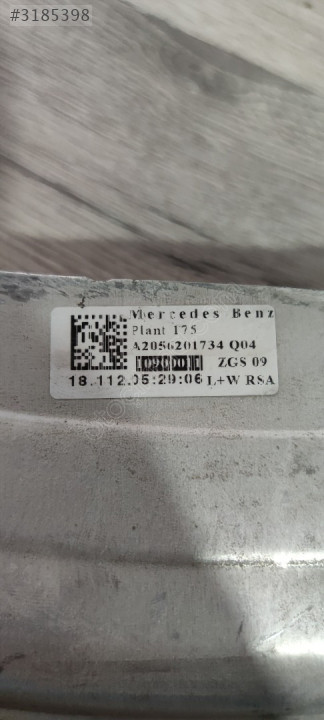 #3185398
Mercedes Benz
Plant 175
A2056201734 Q04
ZGS 09
18.112.05:29:06 L+W RSA